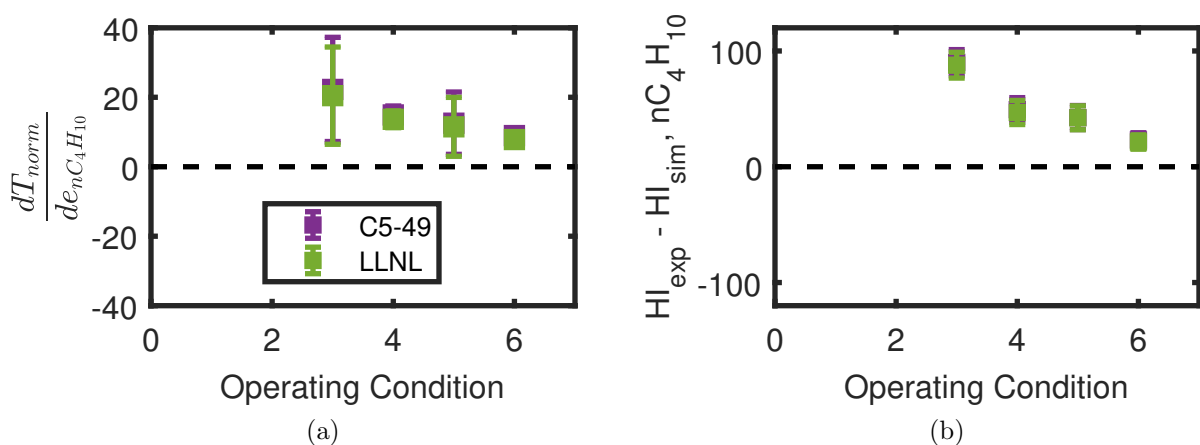 40
20
0
-20
-40
0 2 4 6
Operating Condition
dT_norm
de_nC4H10
C5-49
LLNL
(a)
100
0
-100
0 2 4 6
Operating Condition
HI_exp - HI_sim, nC4H10
(b)